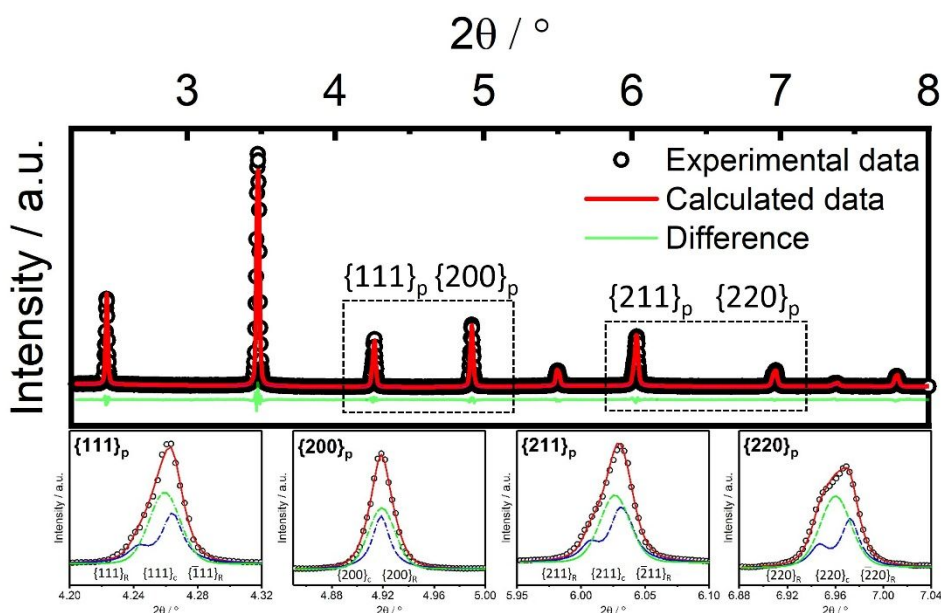 2θ / °
3 4 5 6 7 8
Intensity / a.u.
Experimental data
Calculated data
Difference
{111}p {200}p
{211}p {220}p
{111}p
Intensity / a.u.
{111}R {111}c {1̅11}R
4.20 4.24 4.28 4.32
2θ / °
{200}p
Intensity / a.u.
{200}c {200}R
4.92 4.96 5.00
2θ / °
{211}p
Intensity / a.u.
{211}R {211}c {2̅11}R
5.95 6.00 6.05 6.10
2θ / °
{220}p
Intensity / a.u.
{220}R {220}c {2̅20}R
6.88 6.92 6.96 7.00 7.04
2θ / °